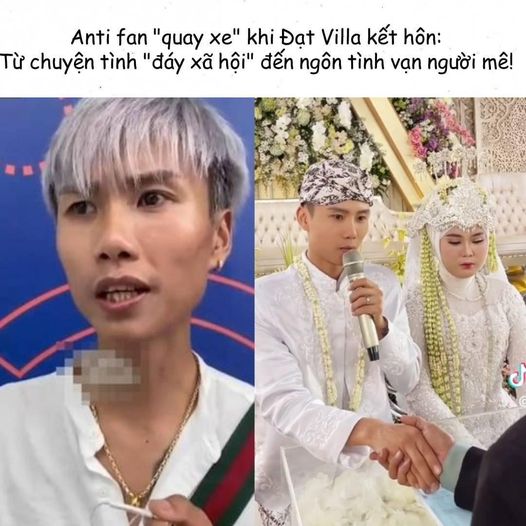 Anti fan "quay xe" khi Đạt Villa kết hôn:
Từ chuyện tình "đáy xã hội" đến ngôn tình vạn người mê!